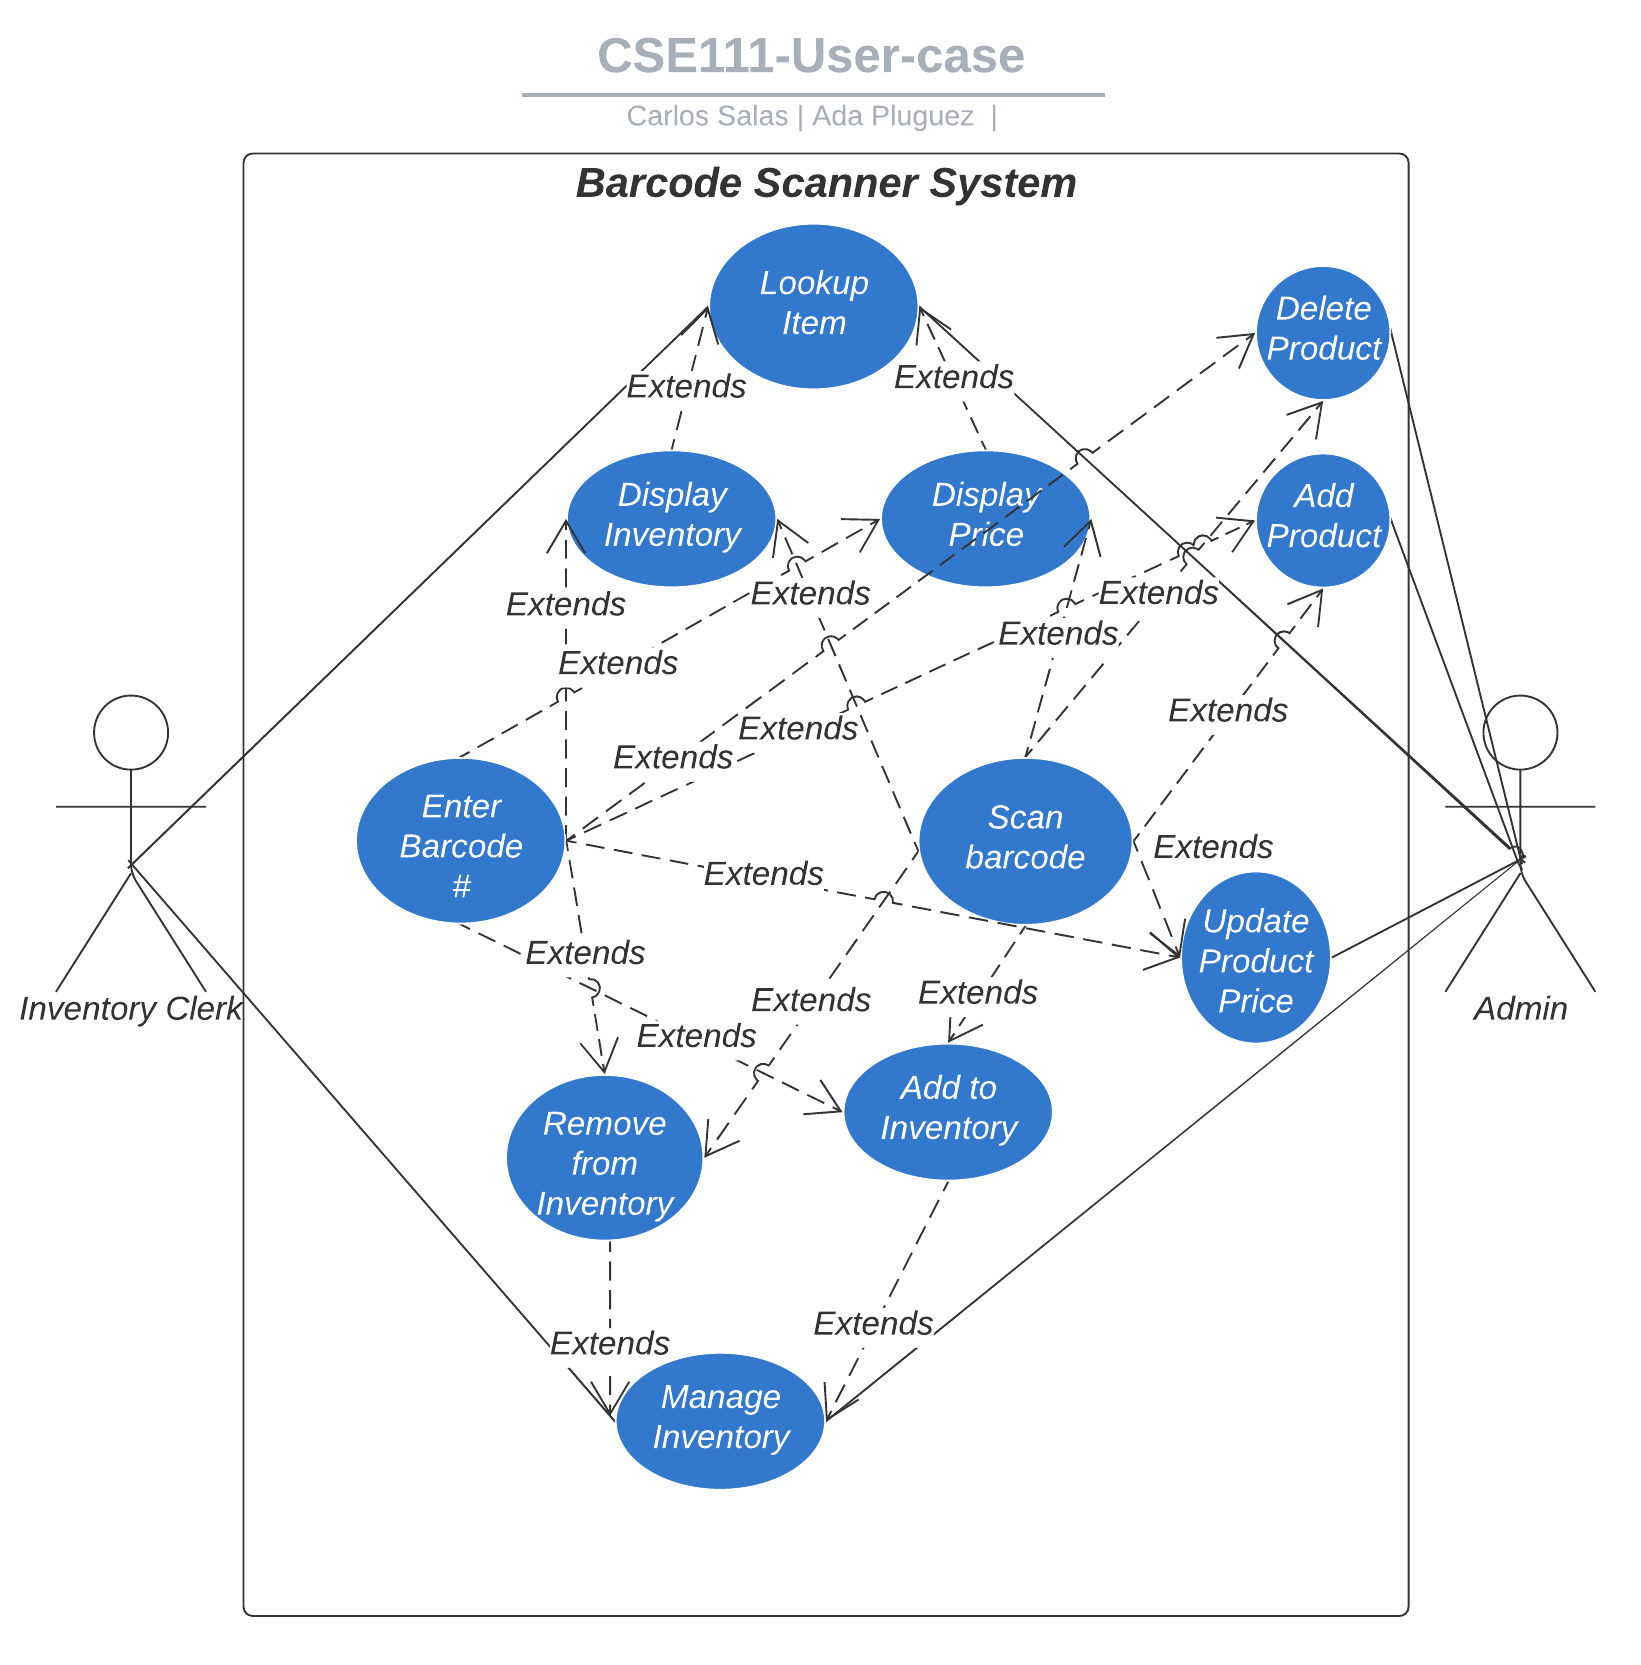 CSE111-User-case
Carlos Salas | Ada Pluguez |
Barcode Scanner System
Lookup
Item
Delete
Product
Extends
Extends
Display
Inventory
Display
Price
Add
Product
Extends
Extends
Extends
Extends
Extends
Extends
Extends
Extends
Enter
Barcode
#
Scan
barcode
Extends
Extends
Update
Product
Price
Extends
Extends
Extends
Extends
Inventory Clerk
Admin
Add to
Inventory
Remove
from
Inventory
Extends
Extends
Manage
Inventory